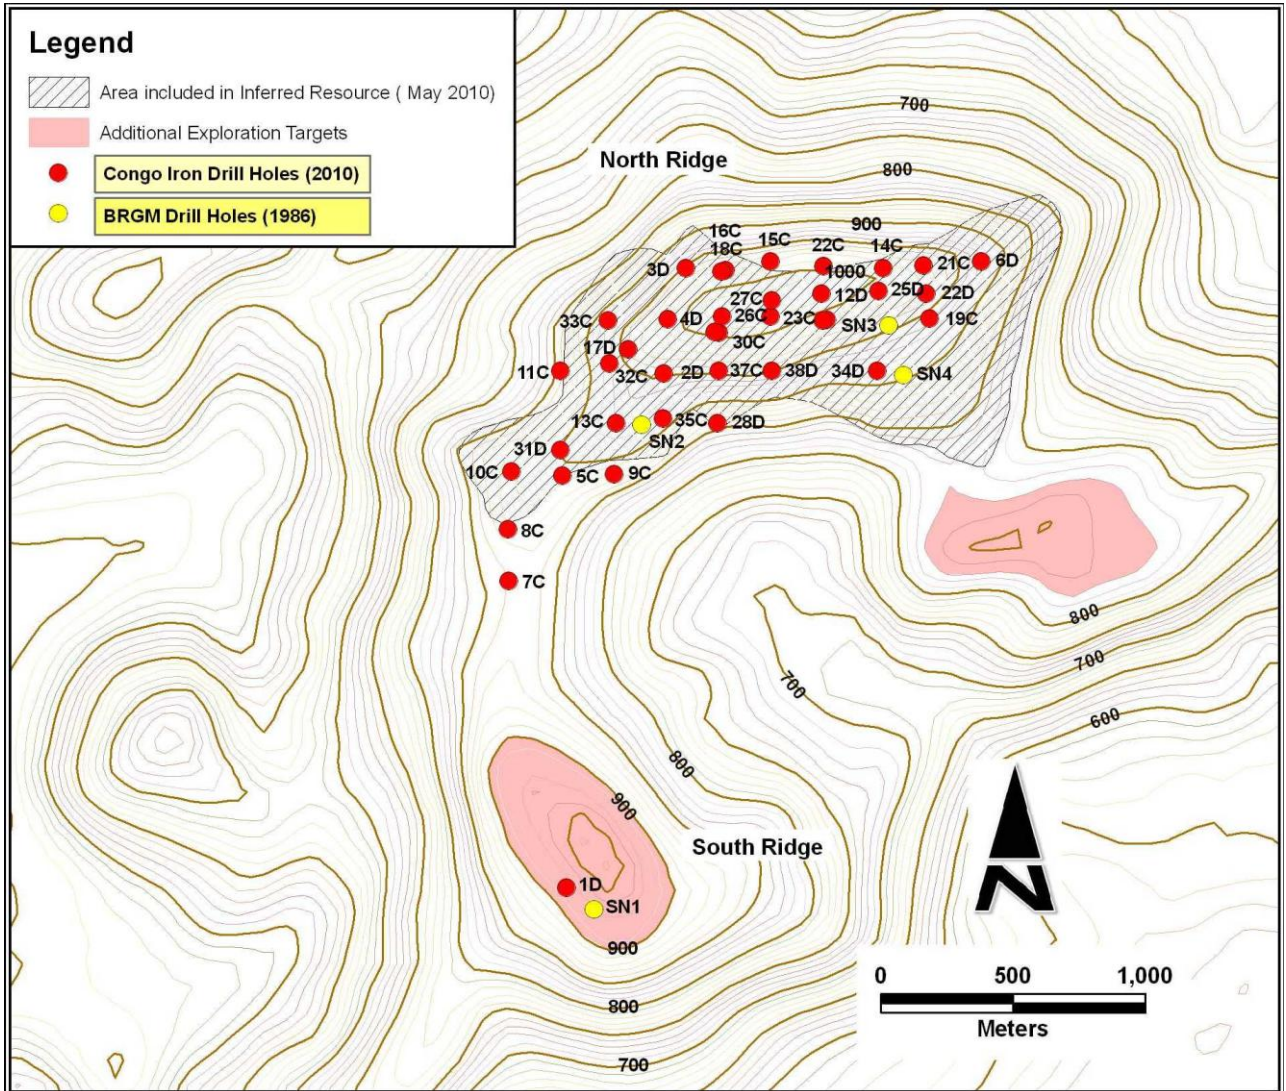 Legend
Area included in Inferred Resource ( May 2010)
Additional Exploration Targets
Congo Iron Drill Holes (2010)
BRGM Drill Holes (1986)
700
North Ridge
800
900
16C
18C
15C
22C
14C
3D
1000
21C
6D
27C
12D
25D
22D
33C
4D
26C
23C
SN3
19C
30C
17D
11C
32C
2D
37C
38D
34D
SN4
13C
35C
28D
SN2
31D
10C
5C
9C
8C
7C
800
700
700
600
800
900
South Ridge
1D
SN1
900
800
700
N
0 500 1,000
Meters